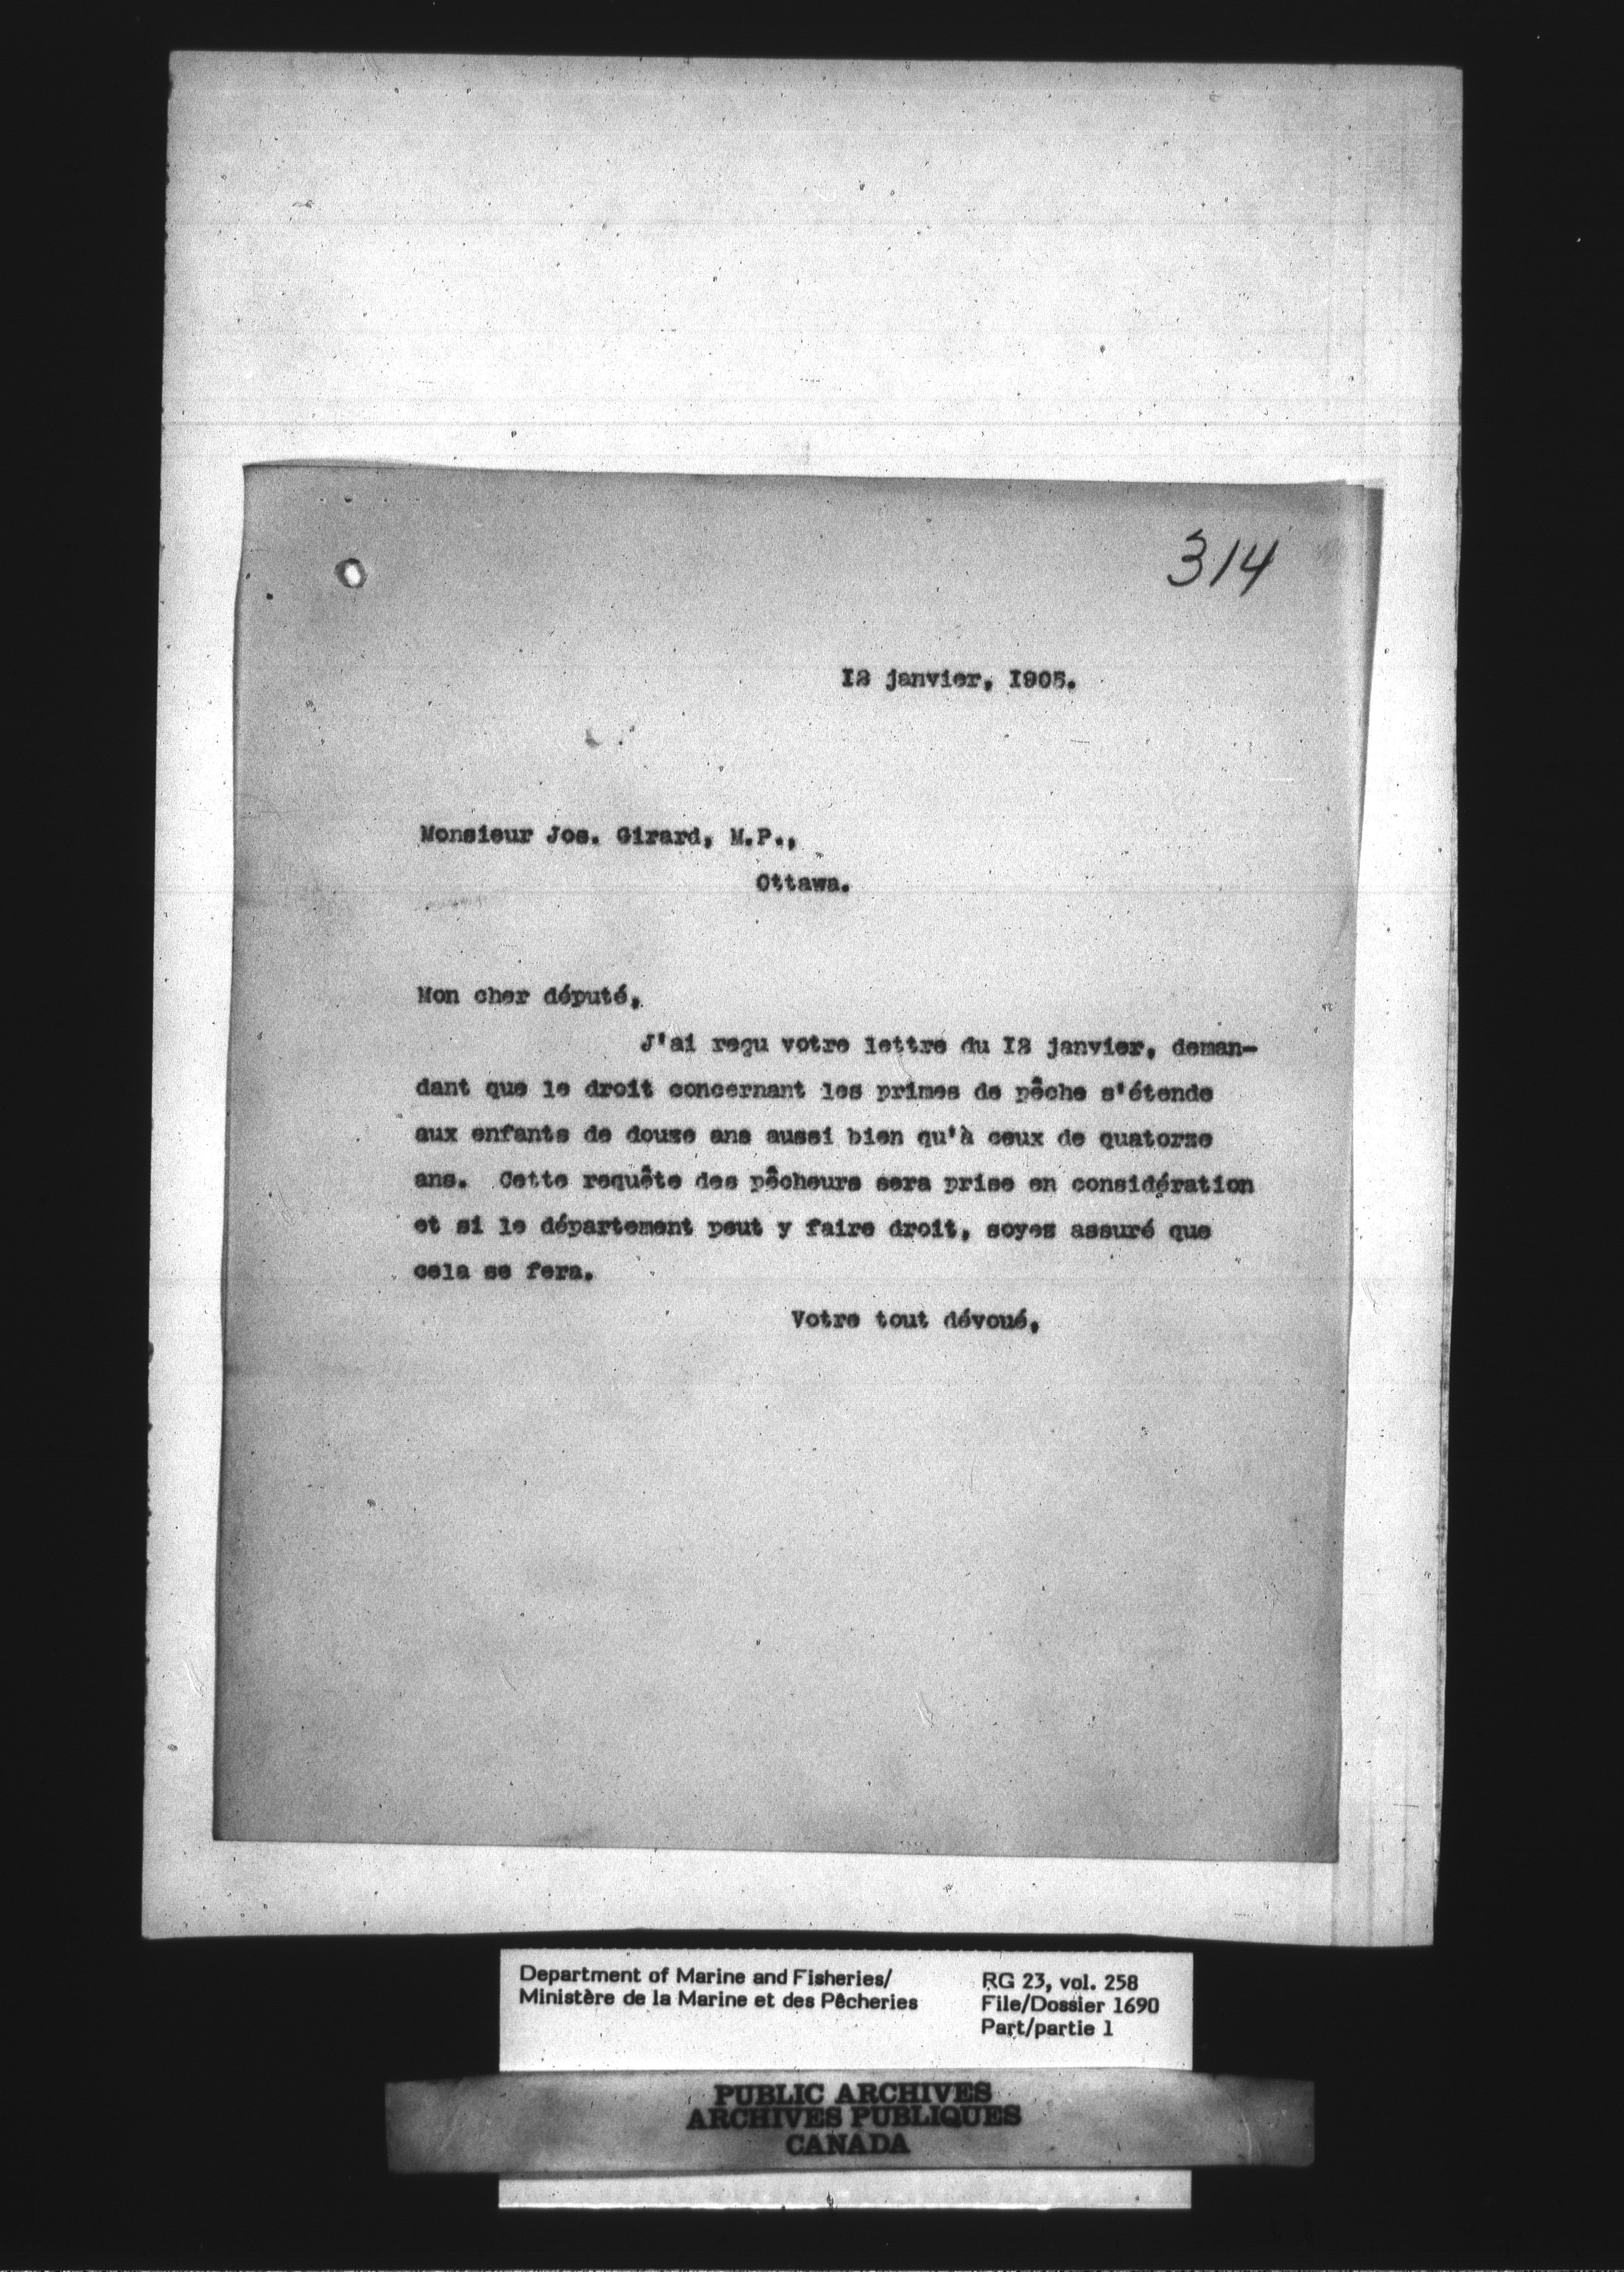 314
12 janvier, 1905.
Monsieur Jos. Girard, M.P.,
Ottawa.
Mon cher député,
J'ai reçu votre lettre du 12 janvier, deman-
dant que le droit concernant les primes de pêche s'étende
aux enfants de douze ans aussi bien qu'à ceux de quatorze
ans. Cette requête des pêcheurs sera prise en considération
et si le département peut y faire droit, soyez assuré que
cela se fera.
Votre tout dévoué,
Department of Marine and Fisheries/
Ministère de la Marine et des Pêcheries
RG 23, vol. 258
File/Dossier 1690
Part/partie 1
PUBLIC ARCHIVES
ARCHIVES PUBLIQUES
CANADA